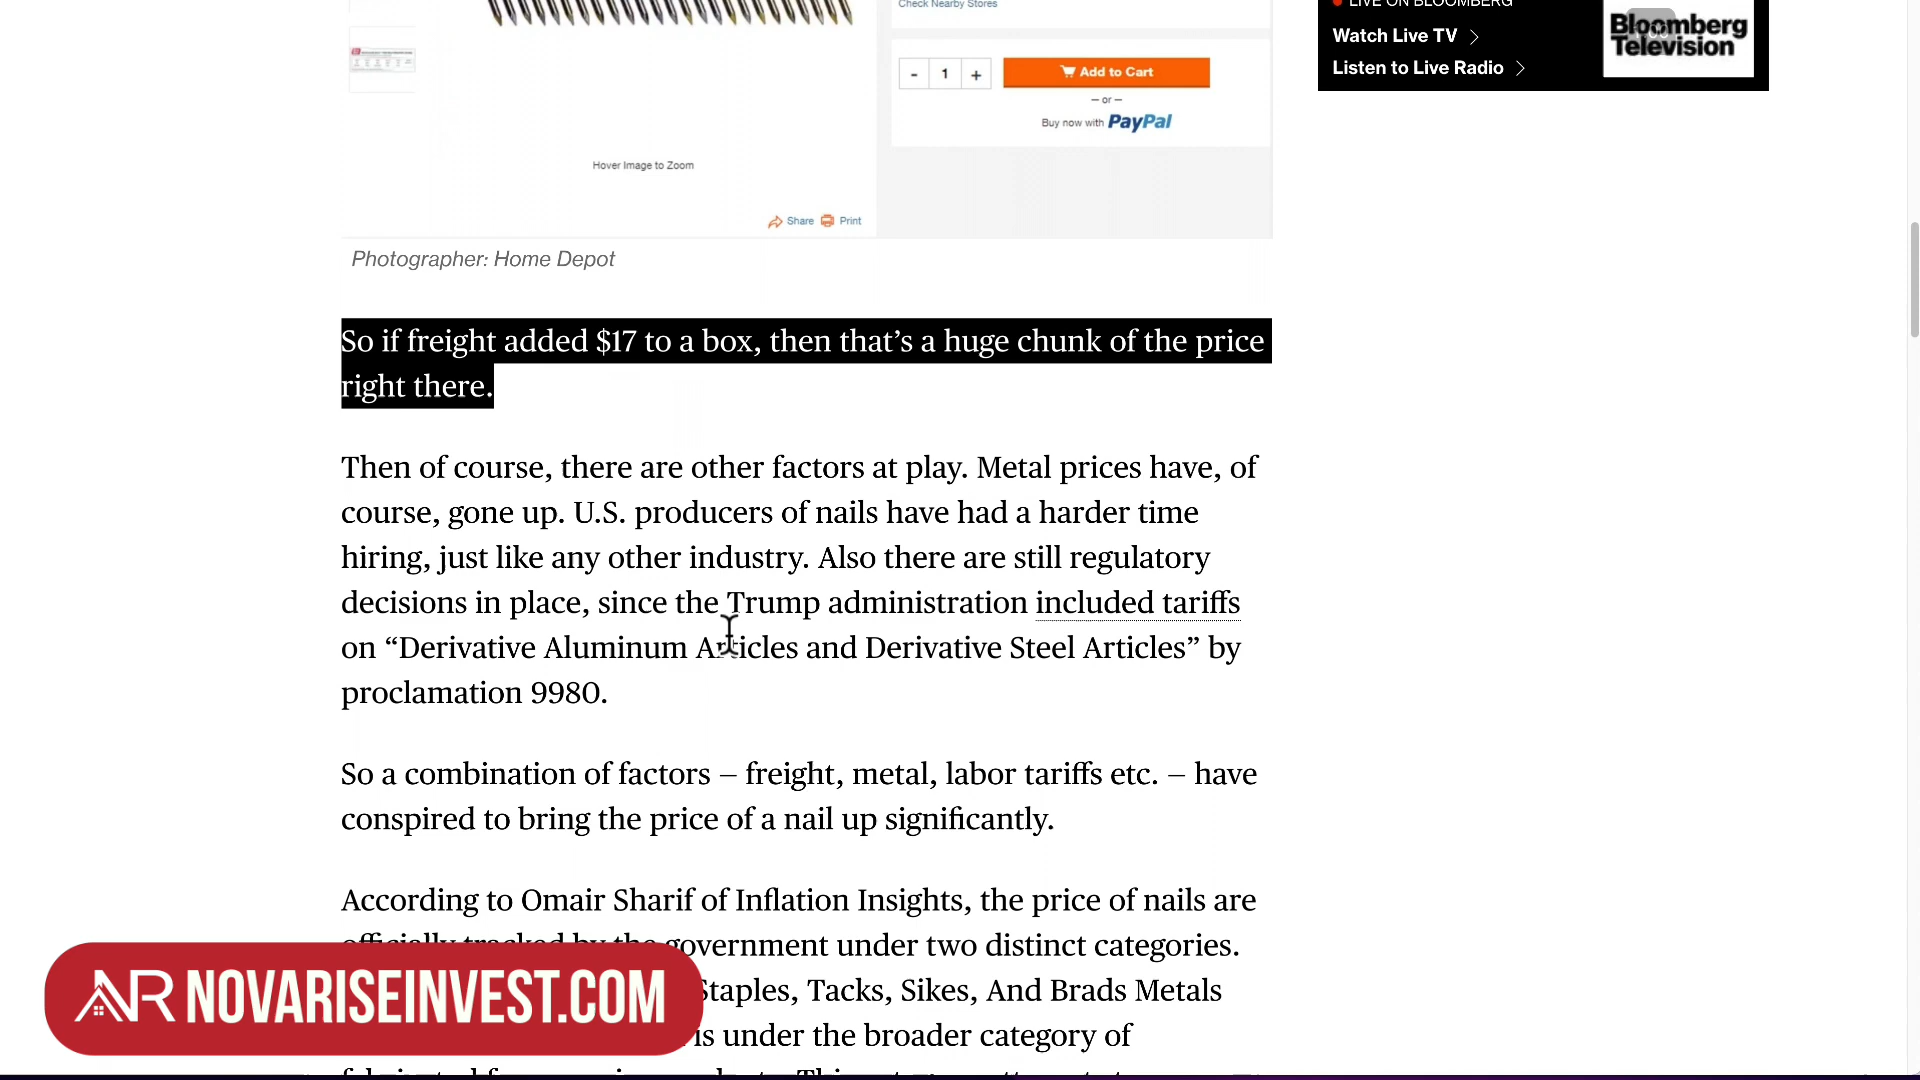 Check Nearby Stores
LIVE ON BLOOMBERG
Watch Live TV
Listen to Live Radio
Bloomberg
Television
- 1 +
Add to Cart
– or –
Buy now with PayPal
Hover Image to Zoom
Share Print
Photographer: Home Depot
So if freight added $17 to a box, then that’s a huge chunk of the price
right there.
Then of course, there are other factors at play. Metal prices have, of
course, gone up. U.S. producers of nails have had a harder time
hiring, just like any other industry. Also there are still regulatory
decisions in place, since the Trump administration included tariffs
on “Derivative Aluminum Articles and Derivative Steel Articles” by
proclamation 9980.
So a combination of factors — freight, metal, labor tariffs etc. — have
conspired to bring the price of a nail up significantly.
According to Omair Sharif of Inflation Insights, the price of nails are
officially tracked by the government under two distinct categories.
Staples, Tacks, Sikes, And Brads Metals
is under the broader category of
NR NOVARISEINVEST.COM